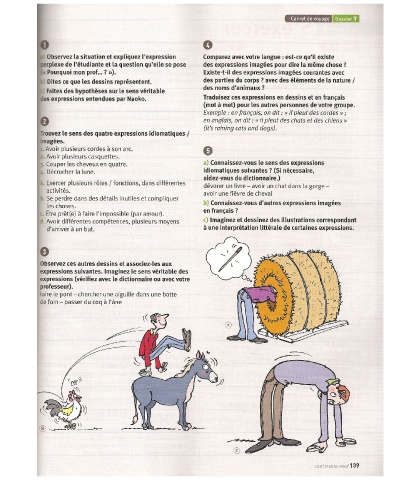 Carnet de voyage Dossier 7
1
a) Observez la situation et expliquez l'expression
perplexe de l'étudiante et la question qu'elle se pose
« Pourquoi mon prof... ? »).
b) Dites ce que les dessins représentent.
c) Faites des hypothèses sur le sens véritable
des expressions entendues par Naoko.
2
Trouvez le sens des quatre expressions idiomatiques /
imagées.
a. Avoir plusieurs cordes à son arc.
Avoir plusieurs casquettes.
Couper les cheveux en quatre.
Décrocher la lune.
Exercer plusieurs rôles / fonctions, dans différentes
activités.
Se perdre dans des détails inutiles et compliquer
les choses.
Être prêt(e) à faire l'impossible (par amour).
Avoir différentes compétences, plusieurs moyens
d'arriver à un but.
3
Observez ces autres dessins et associez-les aux
expressions suivantes. Imaginez le sens véritable des
expressions (vérifiez avec le dictionnaire ou avec votre
professeur).
faire le pont – chercher une aiguille dans une botte
de foin – passer du coq à l'âne
4
Comparez avec votre langue : est-ce qu'il existe
des expressions imagées pour dire la même chose ?
Existe-t-il des expressions imagées courantes avec
des parties du corps ? avec des éléments de la nature /
des noms d'animaux ?
Traduisez ces expressions en dessins et en français
(mot à mot) pour les autres personnes de votre groupe.
Exemple : en français, on dit : « il pleut des cordes » ;
en anglais, on dit : « il pleut des chats et des chiens »
(it's raining cats and dogs).
5
a) Connaissez-vous le sens des expressions
idiomatiques suivantes ? (Si nécessaire,
aidez-vous du dictionnaire.)
dévorer un livre – avoir un chat dans la gorge –
avoir une fièvre de cheval
b) Connaissez-vous d'autres expressions imagées
en français ?
c) Imaginez et dessinez des illustrations correspondant
à une interprétation littérale de certaines expressions.
A
B
C
cent trente-neuf 139